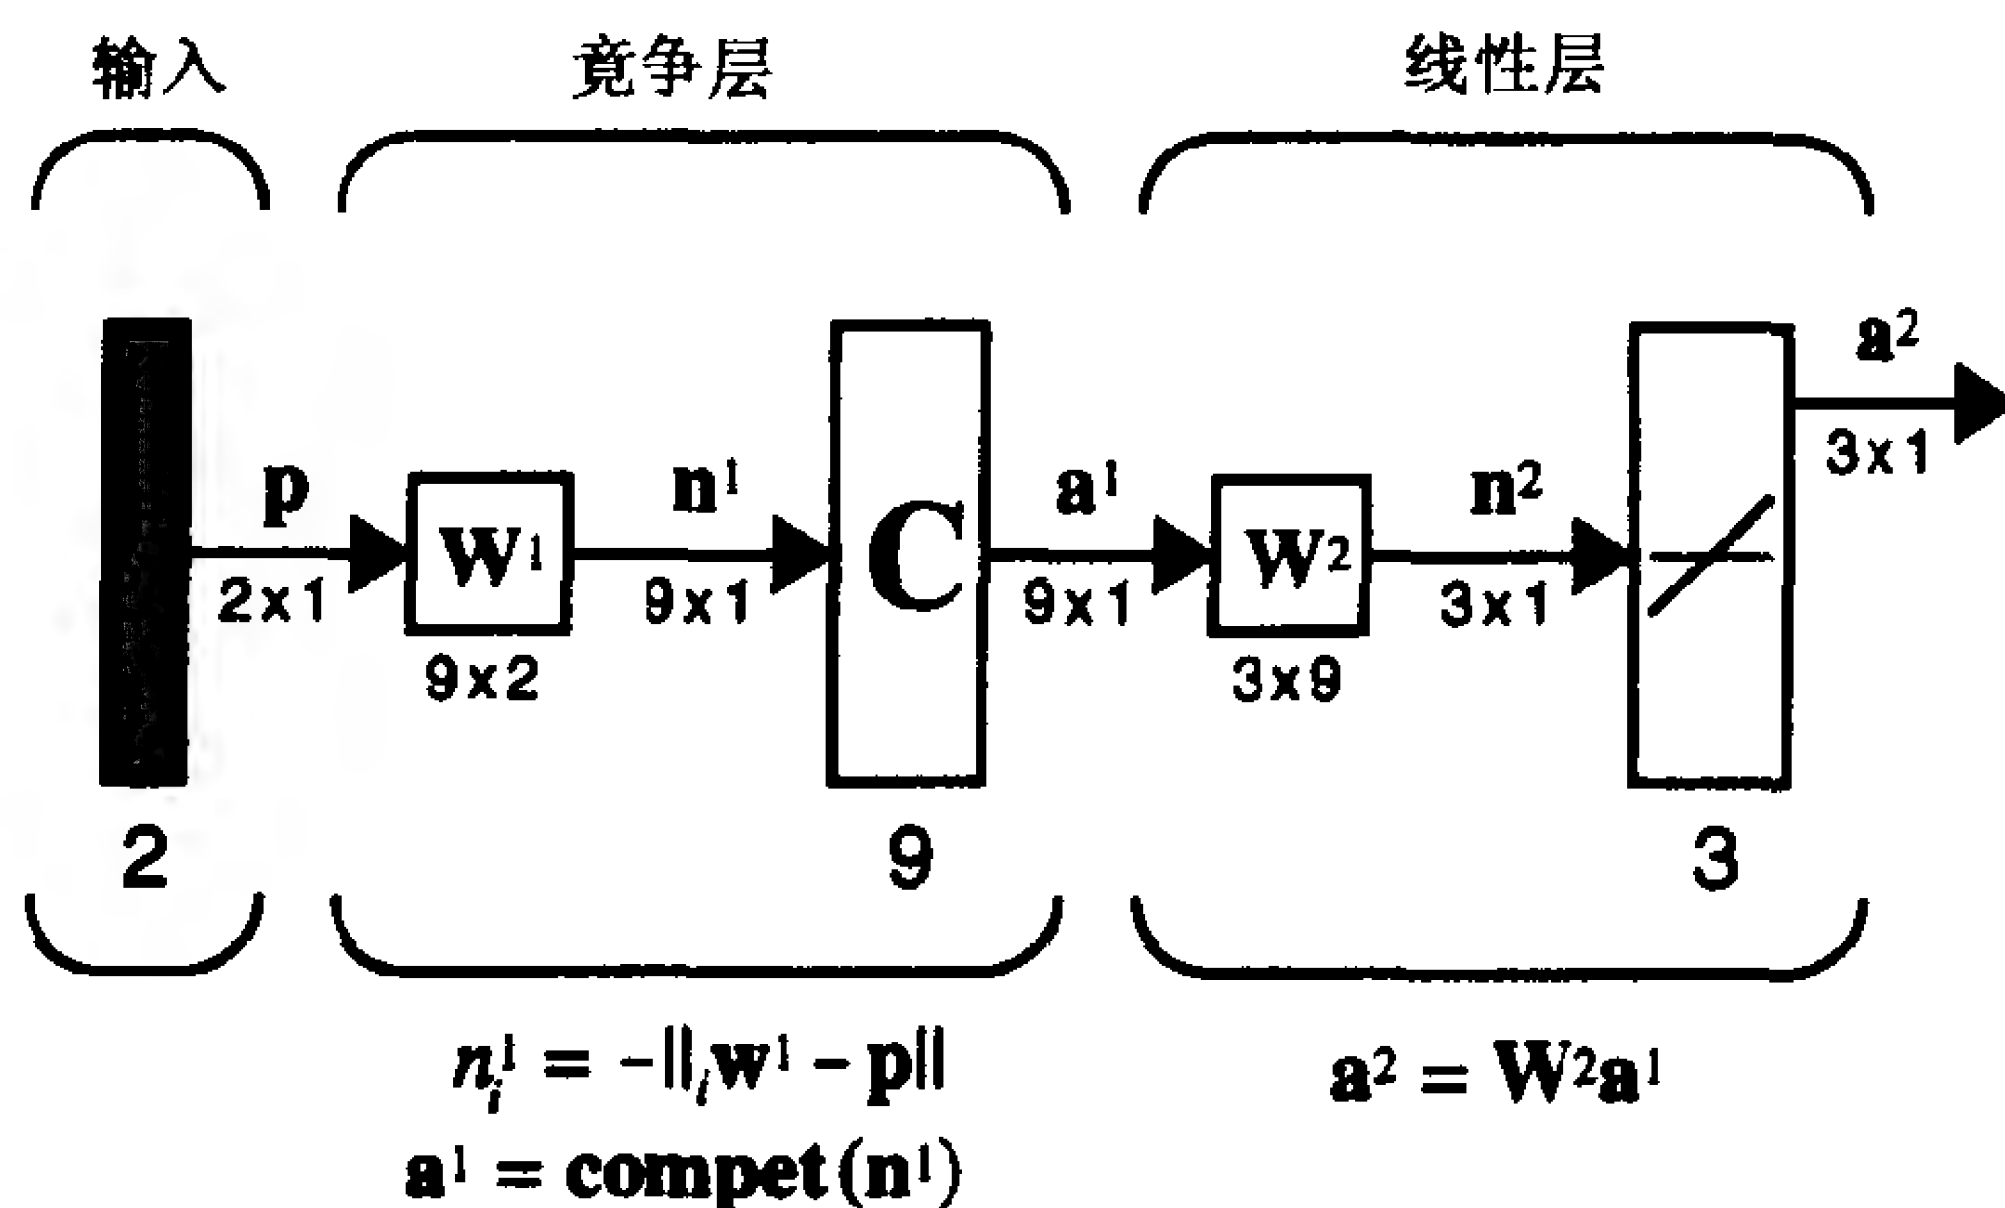 输入 竟争层 线性层
p n¹ a¹ n² a²
2x1 W¹ 9x1 C 9x1 W² 3x1 3x1
9x2 3x9
2 9 3
nᵢ¹ = -||ᵢw¹ - p|| a² = W²a¹
a¹ = compet(n¹)